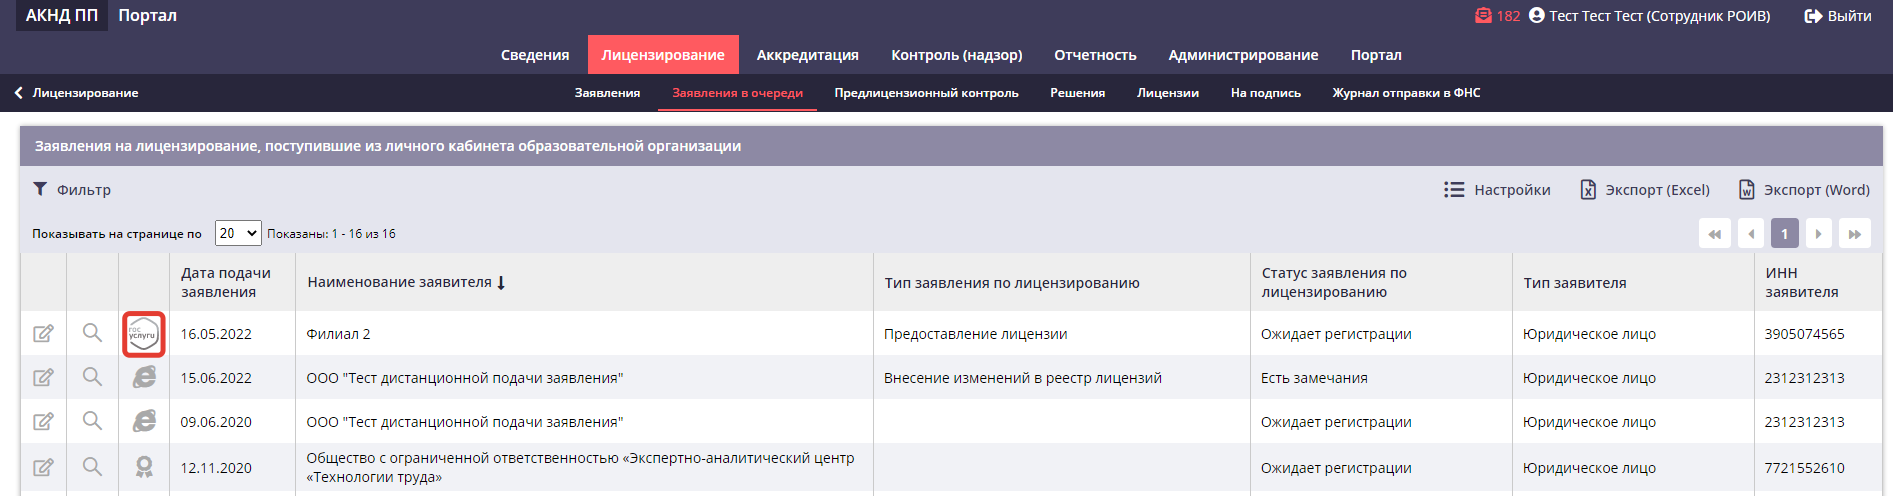 АКНД ПП Портал 182 Тест Тест Тест (Сотрудник РОИВ) Выйти
Сведения Лицензирование Аккредитация Контроль (надзор) Отчетность Администрирование Портал
Лицензирование Заявления Заявления в очереди Предлицензионный контроль Решения Лицензии На подпись Журнал отправки в ФНС
Заявления на лицензирование, поступившие из личного кабинета образовательной организации
Фильтр Настройки Экспорт (Excel) Экспорт (Word)
Показывать на странице по 20 Показаны: 1 - 16 из 16 1
Дата подачи заявления Наименование заявителя Тип заявления по лицензированию Статус заявления по лицензированию Тип заявителя ИНН заявителя
гос услуги 16.05.2022 Филиал 2 Предоставление лицензии Ожидает регистрации Юридическое лицо 3905074565
15.06.2022 ООО "Тест дистанционной подачи заявления" Внесение изменений в реестр лицензий Есть замечания Юридическое лицо 2312312313
09.06.2020 ООО "Тест дистанционной подачи заявления" Ожидает регистрации Юридическое лицо 2312312313
12.11.2020 Общество с ограниченной ответственностью «Экспертно-аналитический центр «Технологии труда» Ожидает регистрации Юридическое лицо 7721552610